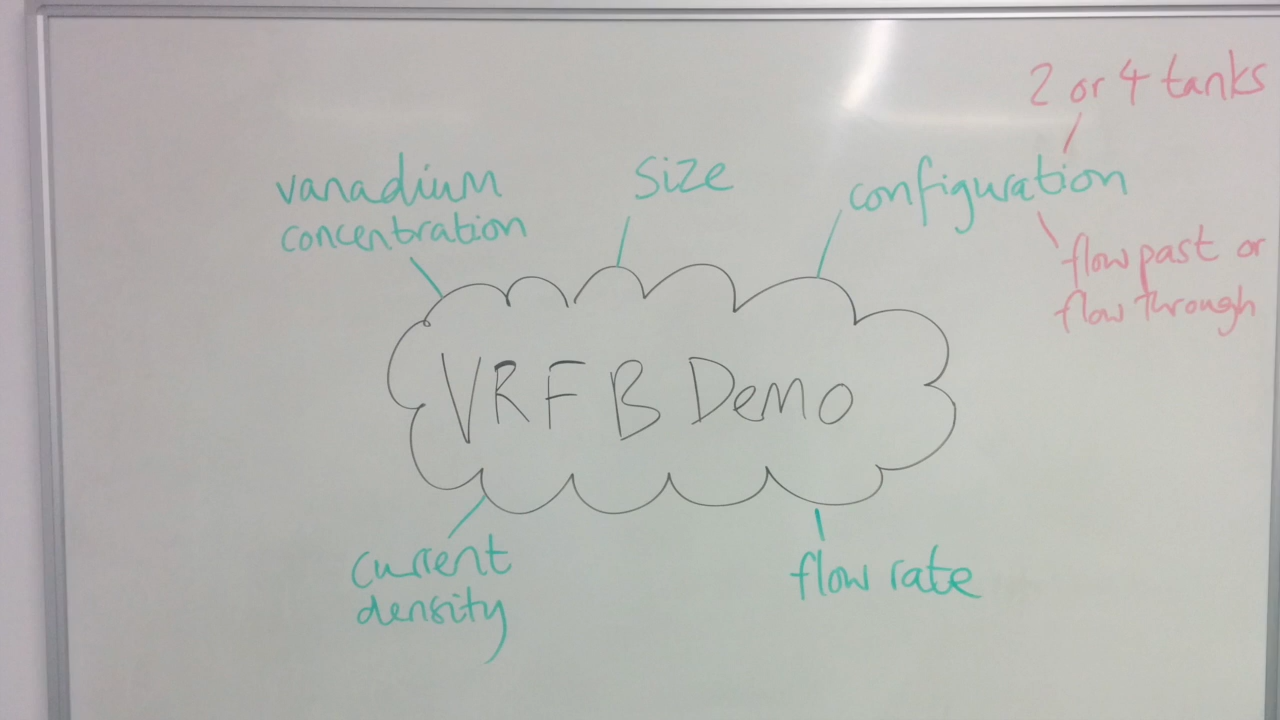 2 or 4 tanks
vanadium
concentration
size
configuration
flow past or
flow through
VRFB Demo
current
density
flow rate